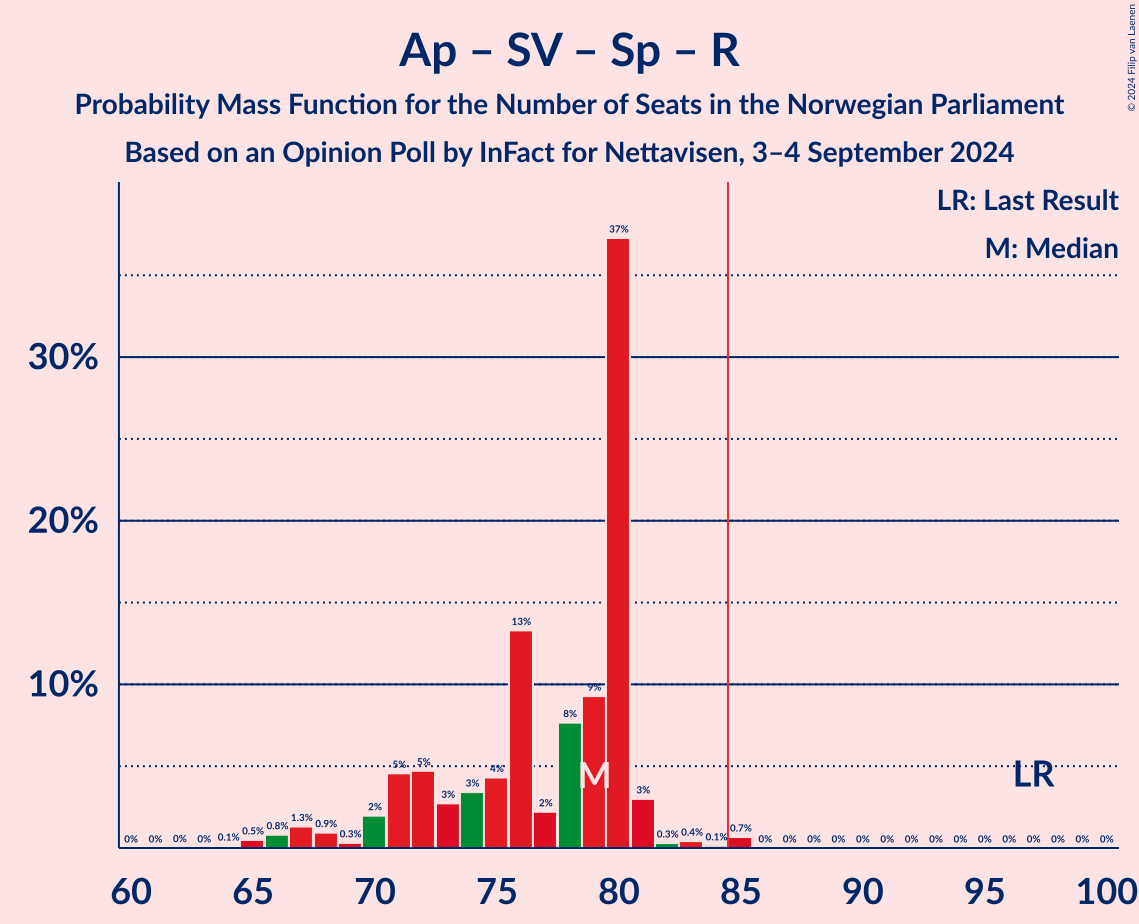 Ap – SV – Sp – R
Probability Mass Function for the Number of Seats in the Norwegian Parliament
Based on an Opinion Poll by InFact for Nettavisen, 3–4 September 2024
© 2024 Filip van Laenen
LR: Last Result
M: Median
30%
20%
10%
0% 0% 0% 0% 0.1% 0.5% 0.8% 1.3% 0.9% 0.3% 2% 5% 5% 3% 3% 4% 13% 2% 8% 9% 37% 3% 0.3% 0.4% 0.1% 0.7% 0% 0% 0% 0% 0% 0% 0% 0% 0% 0% 0% 0% 0% 0% 0%
M
LR
60 65 70 75 80 85 90 95 100